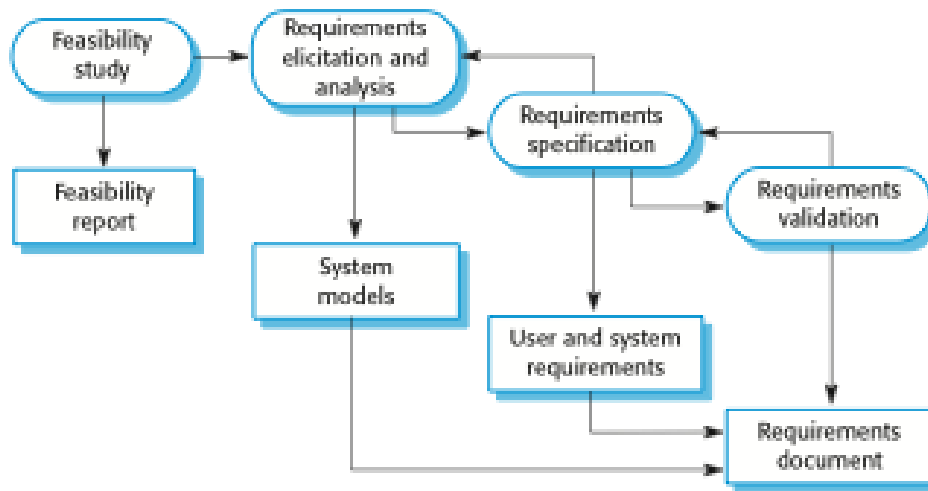 Feasibility
study
Requirements
elicitation and
analysis
Requirements
specification
Feasibility
report
Requirements
validation
System
models
User and system
requirements
Requirements
document